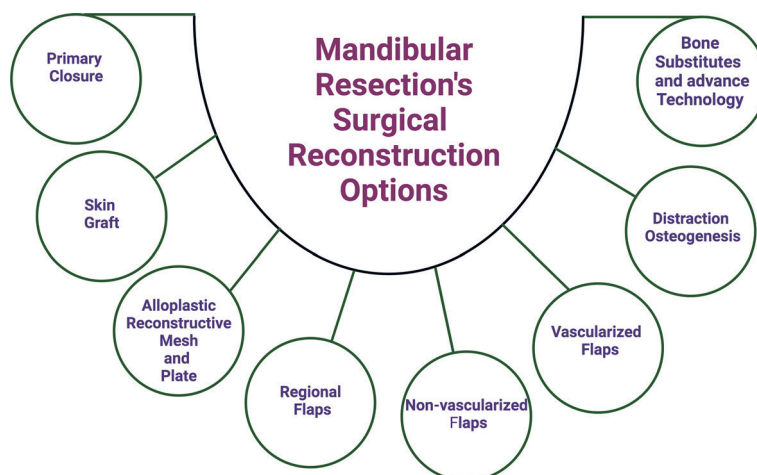 Mandibular
Resection's
Surgical
Reconstruction
Options
Primary
Closure
Skin
Graft
Alloplastic
Reconstructive
Mesh
and
Plate
Regional
Flaps
Non-vascularized
Flaps
Vascularized
Flaps
Distraction
Osteogenesis
Bone
Substitutes
and advance
Technology